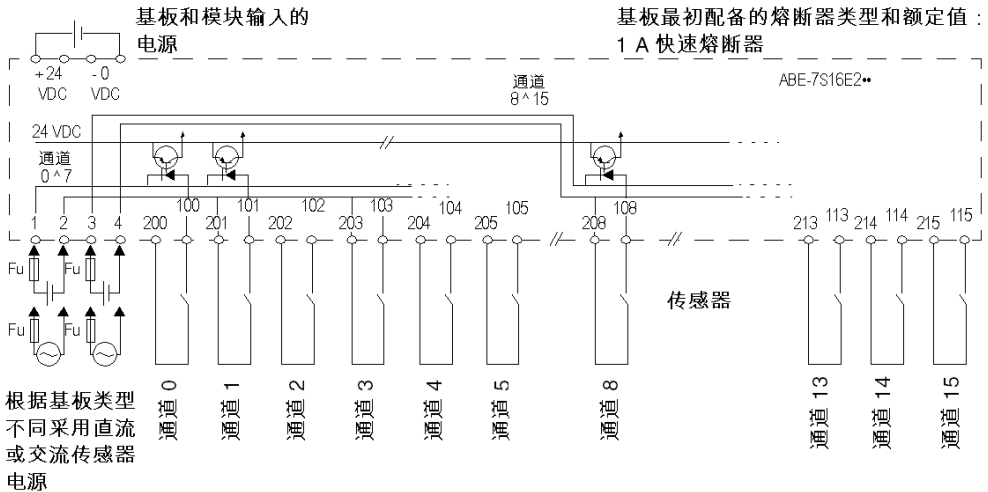 基板和模块输入的
电源
基板最初配备的熔断器类型和额定值：
1 A 快速熔断器
+24
VDC
-0
VDC
通道
8^15
ABE-7S16E2••
24 VDC
通道
0^7
1 2 3 4 200 100 201 101 202 102 203 103 204 104 205 105 208 108 213 113 214 114 215 115
Fu Fu
传感器
Fu Fu
根据基板类型
不同采用直流
或交流传感器
电源
通道 0
通道 1
通道 2
通道 3
通道 4
通道 5
通道 8
通道 13
通道 14
通道 15